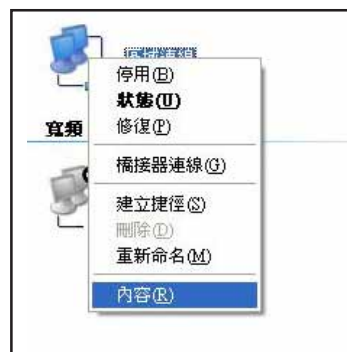 停用(B)
狀態(U)
修復(P)
寬頻
橋接器連線(G)
建立捷徑(S)
刪除(D)
重新命名(M)
內容(R)